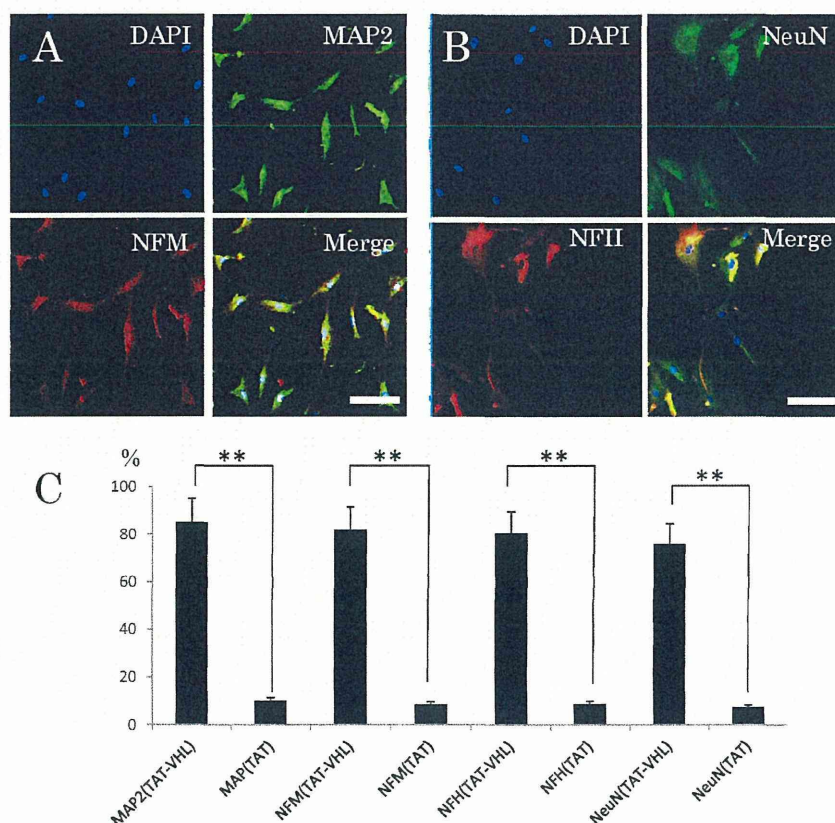 A
DAPI
MAP2
NFM
Merge
B
DAPI
NeuN
NFH
Merge
C
%
**
**
**
**
100
80
60
40
20
0
MAP2(TAT-VHL)
MAP(TAT)
NFM(TAT-VHL)
NFM(TAT)
NFH(TAT-VHL)
NFH(TAT)
NeuN(TAT-VHL)
NeuN(TAT)